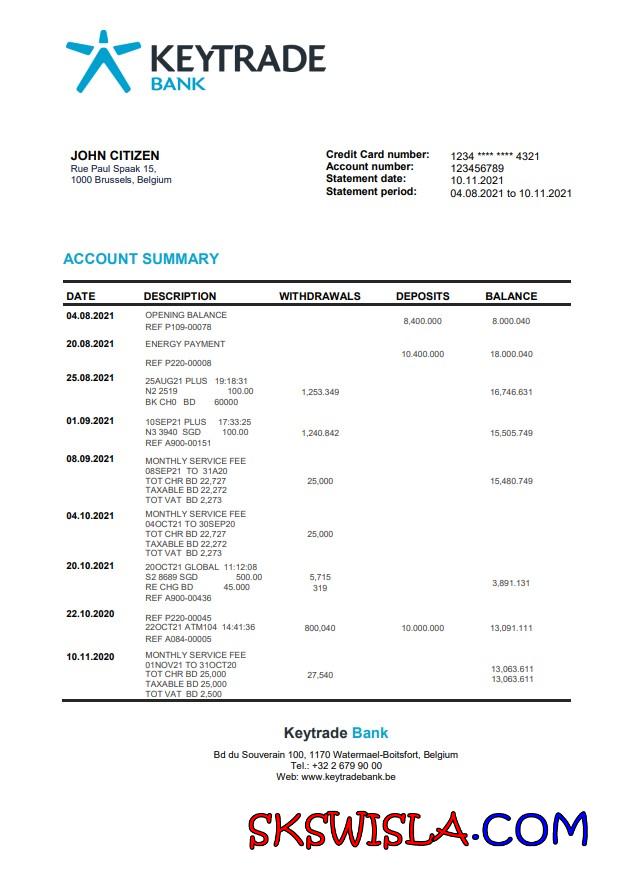 KEYTRADE
BANK
JOHN CITIZEN
Rue Paul Spaak 15,
1000 Brussels, Belgium
Credit Card number: 1234 **** **** 4321
Account number: 123456789
Statement date: 10.11.2021
Statement period: 04.08.2021 to 10.11.2021
ACCOUNT SUMMARY
DATE DESCRIPTION WITHDRAWALS DEPOSITS BALANCE
04.08.2021 OPENING BALANCE
8,400.000 8.000.040
REF P109-00078
20.08.2021 ENERGY PAYMENT
10.400.000 18.000.040
REF P220-00008
25.08.2021 25AUG21 PLUS 19:18:31
N2 2519 100.00 1,253.349 16,746.631
BK CH0 BD 60000
01.09.2021 10SEP21 PLUS 17:33:25
N3 3940 SGD 100.00 1,240.842 15,505.749
REF A900-00151
08.09.2021 MONTHLY SERVICE FEE
08SEP21 TO 31A20
TOT CHR BD 22,727 25,000 15,480.749
TAXABLE BD 22,272
TOT VAT BD 2,273
04.10.2021 MONTHLY SERVICE FEE
04OCT21 TO 30SEP20
TOT CHR BD 22,727 25,000
TAXABLE BD 22,272
TOT VAT BD 2,273
20.10.2021 20OCT21 GLOBAL 11:12:08
S2 8689 SGD 500.00 5,715
3,891.131
RE CHG BD 45.000 319
REF A900-00436
22.10.2020 REF P220-00045
22OCT21 ATM104 14:41:36 800,040 10.000.000 13,091.111
REF A084-00005
10.11.2020 MONTHLY SERVICE FEE
01NOV21 TO 31OCT20 13,063.611
TOT CHR BD 25,000 27,540 13,063.611
TAXABLE BD 25,000
TOT VAT BD 2,500
Keytrade Bank
Bd du Souverain 100, 1170 Watermael-Boitsfort, Belgium
Tel.: +32 2 679 90 00
Web: www.keytradebank.be
SKSWISLA.COM